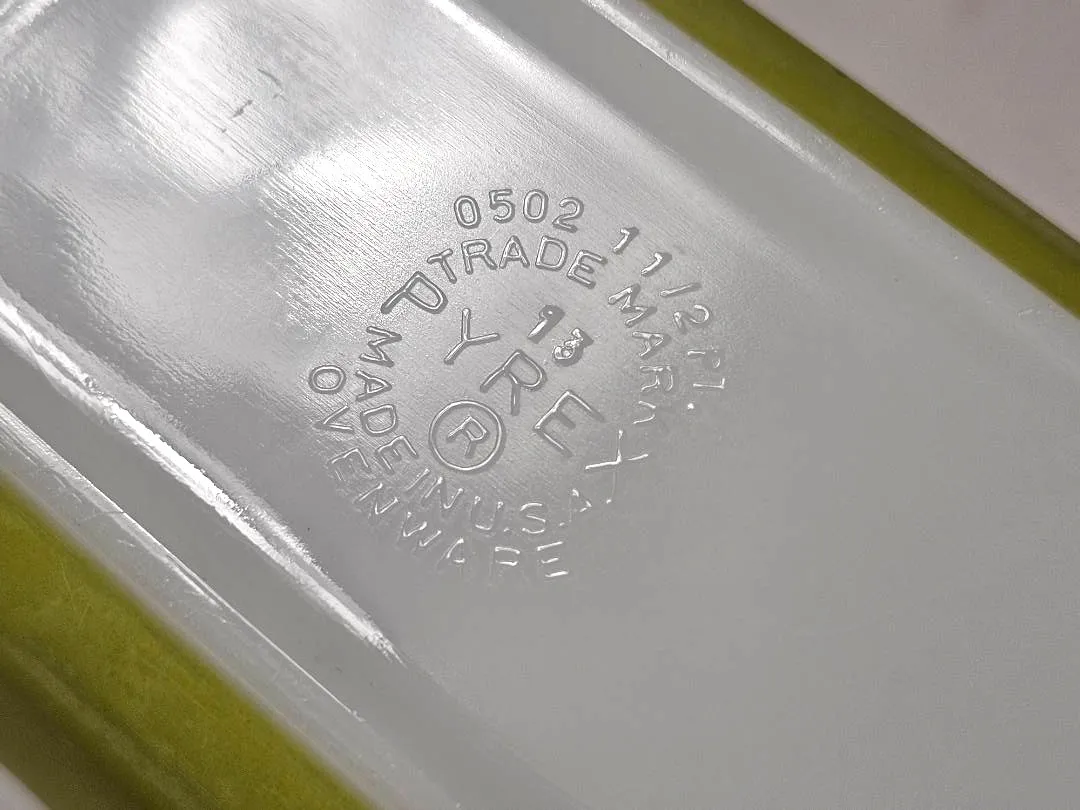 0502 1 1/2 PT.
TRADE MARK
13
PYREX
®
MADE IN U.S.A.
OVENWARE